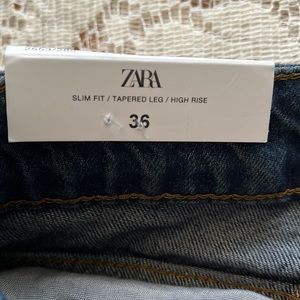 ZARA
SLIM FIT / TAPERED LEG / HIGH RISE
36